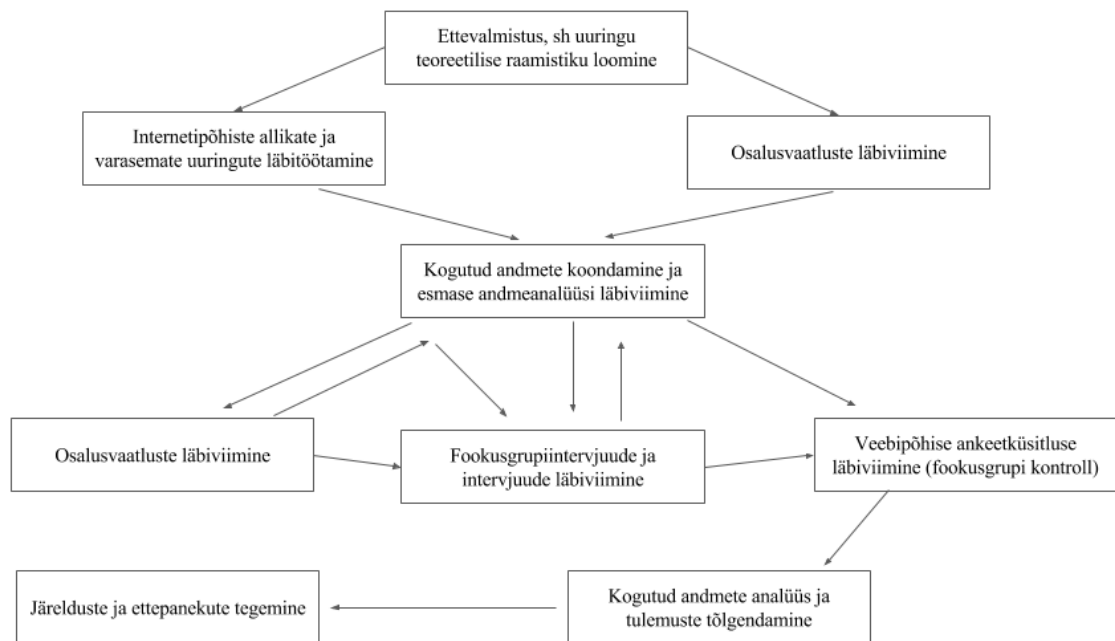 Ettevalmistus, sh uuringu
teoreetilise raamistiku loomine
Internetipõhiste allikate ja
varasemate uuringute läbitöötamine
Osalusvaatluste läbiviimine
Kogutud andmete koondamine ja
esmase andmeanalüüsi läbiviimine
Osalusvaatluste läbiviimine
Fookusgrupiintervjuude ja
intervjuude läbiviimine
Veebipõhise ankeetküsitluse
läbiviimine (fookusgrupi kontroll)
Järelduste ja ettepanekute tegemine
Kogutud andmete analüüs ja
tulemuste tõlgendamine